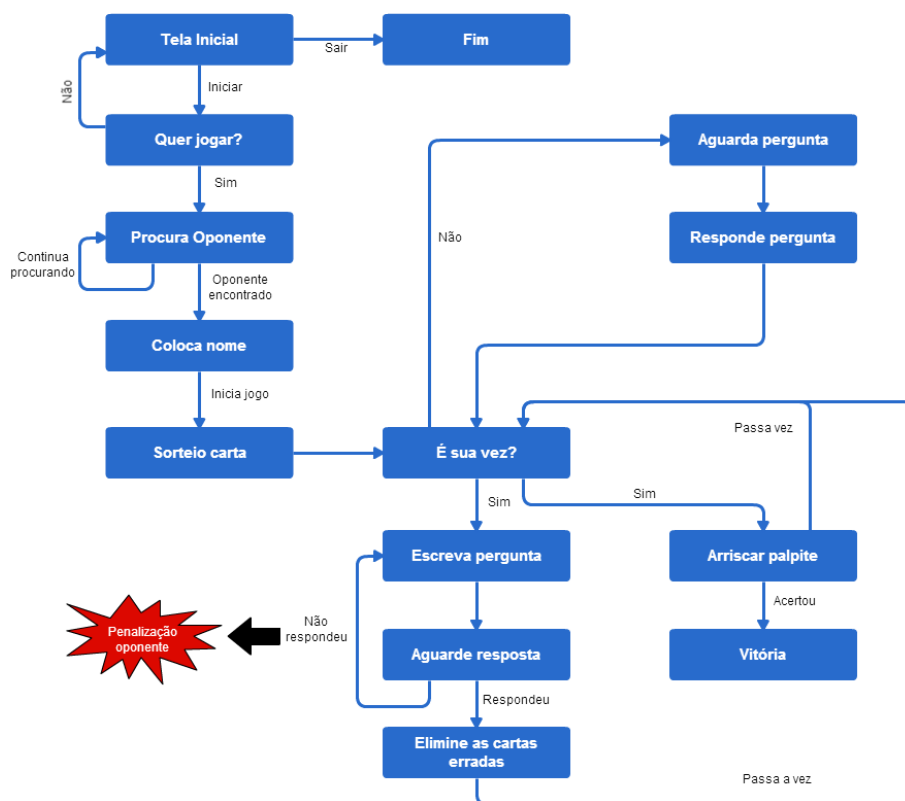 Tela Inicial
Sair
Fim
Não
Iniciar
Quer jogar?
Aguarda pergunta
Sim
Procura Oponente
Não
Responde pergunta
Continua
procurando
Oponente
encontrado
Coloca nome
Inicia jogo
Passa vez
Sorteio carta
É sua vez?
Sim
Sim
Escreva pergunta
Arriscar palpite
Acertou
Não
respondeu
Penalização
oponente
Aguarde resposta
Vitória
Respondeu
Elimine as cartas
erradas
Passa a vez